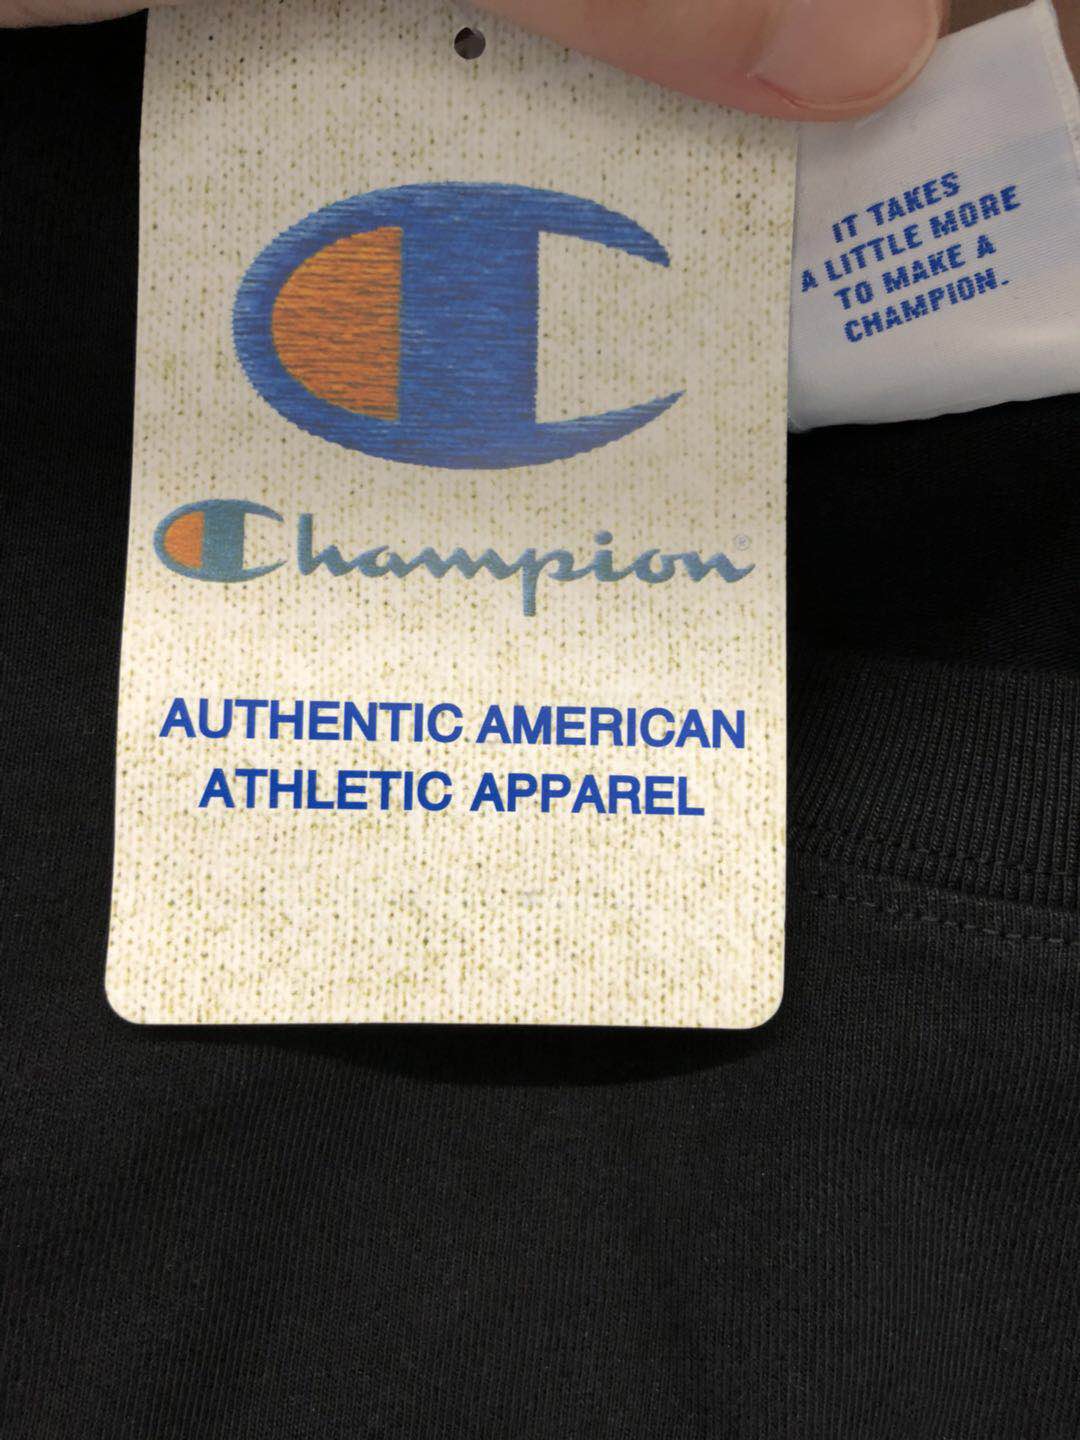 Champion®
AUTHENTIC AMERICAN
ATHLETIC APPAREL
IT TAKES
A LITTLE MORE
TO MAKE A
CHAMPION.